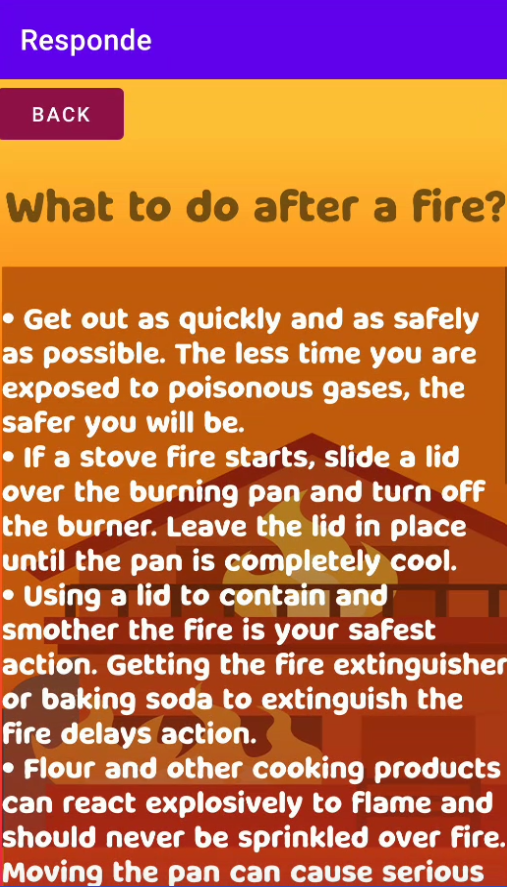 Responde
BACK
What to do after a fire?
• Get out as quickly and as safely
as possible. The less time you are
exposed to poisonous gases, the
safer you will be.
• If a stove fire starts, slide a lid
over the burning pan and turn off
the burner. Leave the lid in place
until the pan is completely cool.
• Using a lid to contain and
smother the fire is your safest
action. Getting the fire extinguisher
or baking soda to extinguish the
fire delays action.
• Flour and other cooking products
can react explosively to flame and
should never be sprinkled over fire.
Moving the pan can cause serious